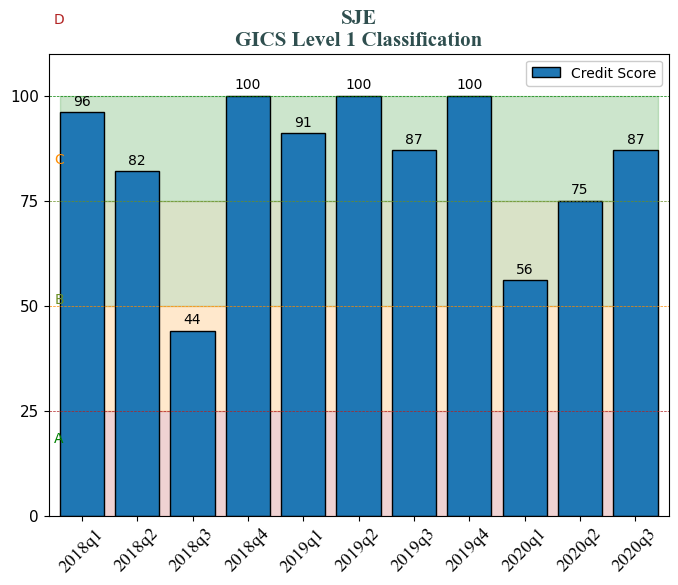 D
SJE
GICS Level 1 Classification
Credit Score
100
75
50
25
0
C
B
A
96
82
44
100
91
100
87
100
56
75
87
2018q1
2018q2
2018q3
2018q4
2019q1
2019q2
2019q3
2019q4
2020q1
2020q2
2020q3